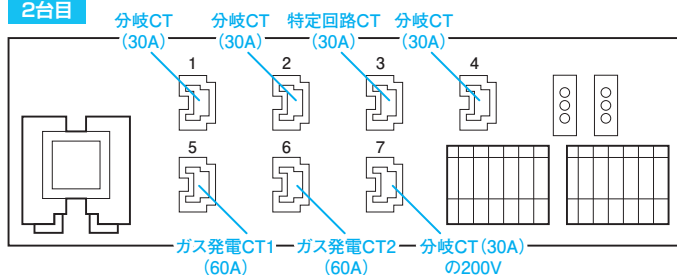 2台目
分岐CT 分岐CT 特定回路CT 分岐CT
(30A) (30A) (30A) (30A)
1 2 3 4
5 6 7
ガス発電CT1 ガス発電CT2 分岐CT(30A)
(60A) (60A) の200V